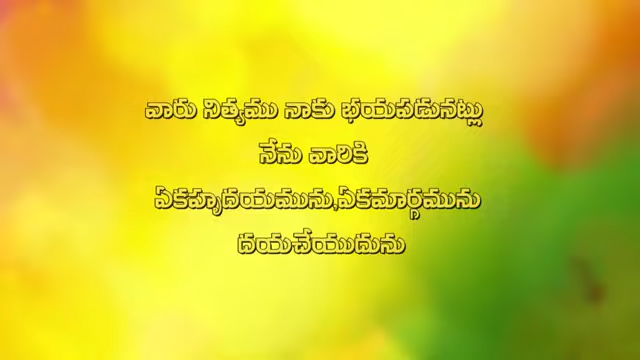 వారు నిత్యము నాకు భయపడునట్లు
నేను వారికి
ఏకహృదయమును,ఏకమార్గమును
దయచేయుదును